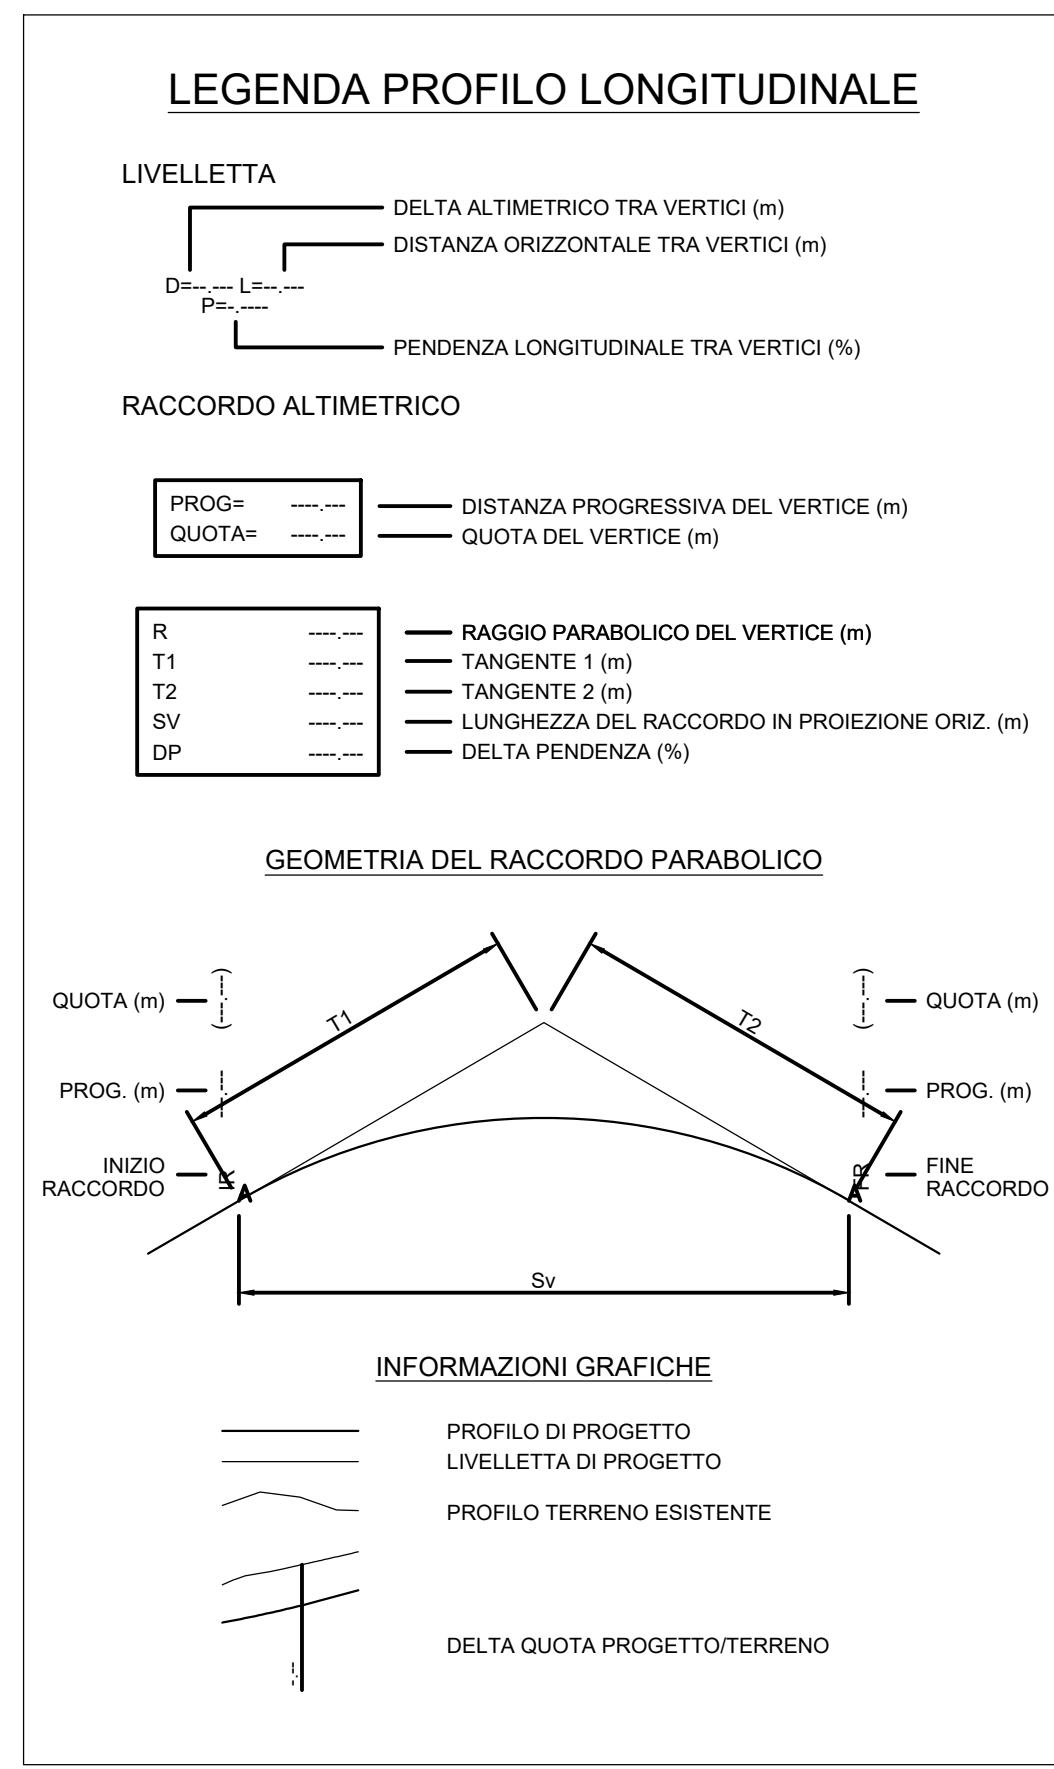 LEGENDA PROFILO LONGITUDINALE
LIVELLETTA
DELTA ALTIMETRICO TRA VERTICI (m)
DISTANZA ORIZZONTALE TRA VERTICI (m)
D=--.--- L=--.---
P=-.----
PENDENZA LONGITUDINALE TRA VERTICI (%)
RACCORDO ALTIMETRICO
PROG= ----.--- DISTANZA PROGRESSIVA DEL VERTICE (m)
QUOTA= ----.--- QUOTA DEL VERTICE (m)
R ----.--- RAGGIO PARABOLICO DEL VERTICE (m)
T1 ----.--- TANGENTE 1 (m)
T2 ----.--- TANGENTE 2 (m)
SV ----.--- LUNGHEZZA DEL RACCORDO IN PROIEZIONE ORIZ. (m)
DP ----.--- DELTA PENDENZA (%)
GEOMETRIA DEL RACCORDO PARABOLICO
QUOTA (m) (---.--) T1 T2 (---.--) QUOTA (m)
PROG. (m) ---.-- ---.-- PROG. (m)
INIZIO
RACCORDO
IR
FR
FINE
RACCORDO
Sv
INFORMAZIONI GRAFICHE
PROFILO DI PROGETTO
LIVELLETTA DI PROGETTO
PROFILO TERRENO ESISTENTE
DELTA QUOTA PROGETTO/TERRENO
-.--